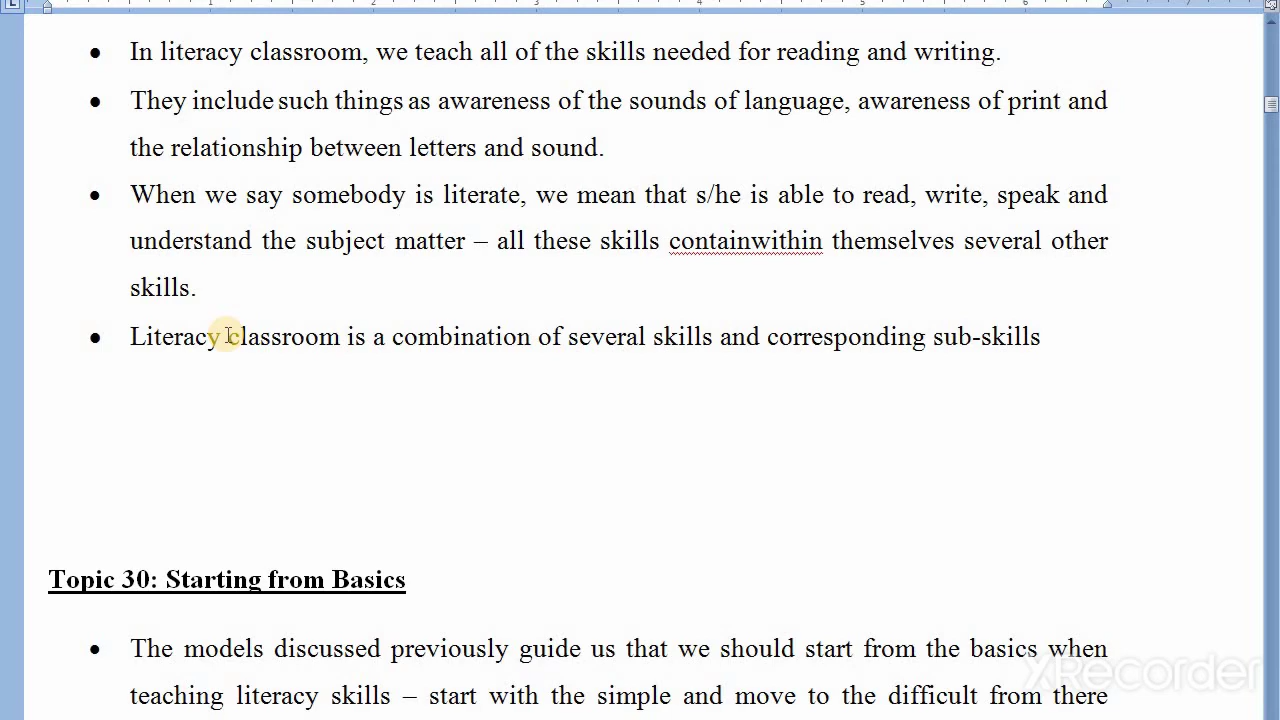 • In literacy classroom, we teach all of the skills needed for reading and writing.
• They include such things as awareness of the sounds of language, awareness of print and
the relationship between letters and sound.
• When we say somebody is literate, we mean that s/he is able to read, write, speak and
understand the subject matter – all these skills containwithin themselves several other
skills.
• Literacy classroom is a combination of several skills and corresponding sub-skills
Topic 30: Starting from Basics
• The models discussed previously guide us that we should start from the basics when
teaching literacy skills – start with the simple and move to the difficult from there
XRecorder